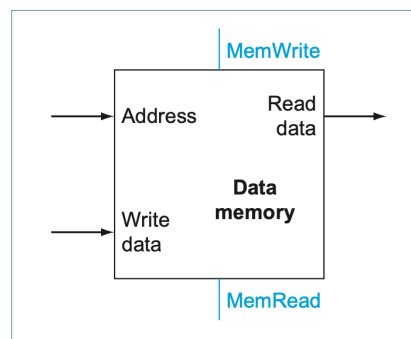 MemWrite
Address
Read
data
Data
memory
Write
data
MemRead